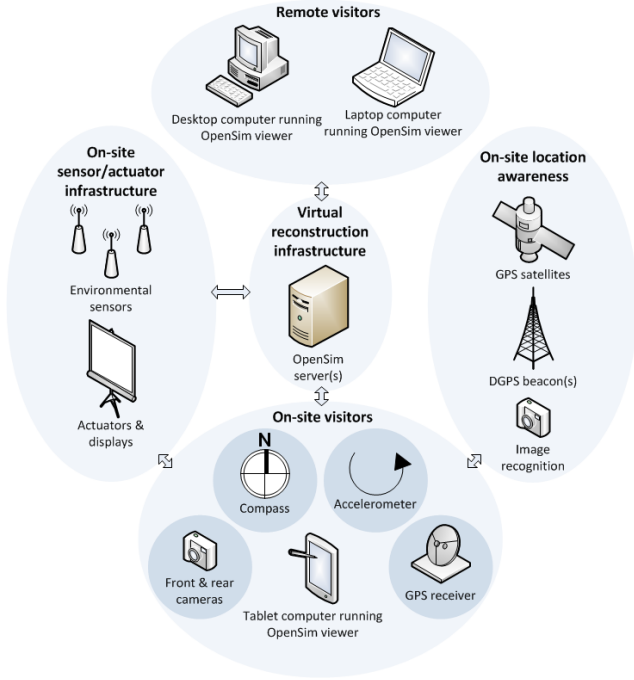 Remote visitors
Desktop computer running
OpenSim viewer
Laptop computer
running OpenSim viewer
On-site
sensor/actuator
infrastructure
Environmental
sensors
Actuators &
displays
Virtual
reconstruction
infrastructure
OpenSim
server(s)
On-site location
awareness
GPS satellites
DGPS beacon(s)
Image
recognition
On-site visitors
N
Compass
Accelerometer
Front & rear
cameras
Tablet computer running
OpenSim viewer
GPS receiver